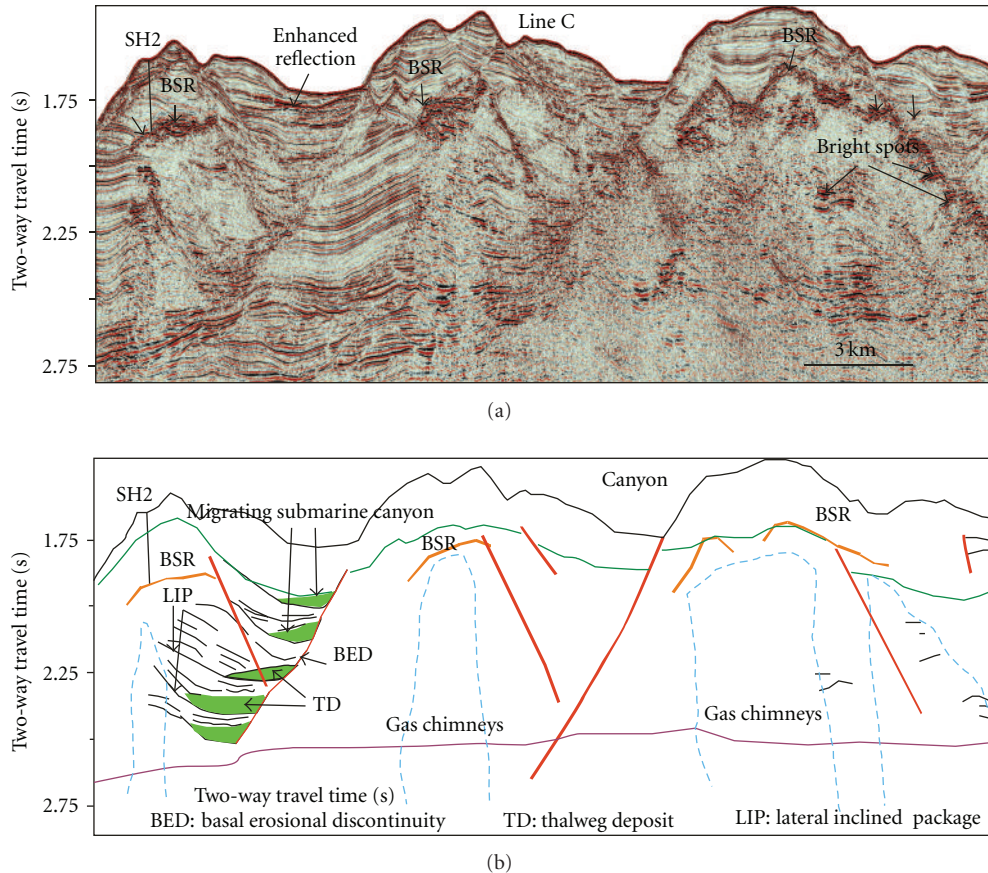 Line C
SH2
Enhanced
reflection
BSR
BSR
BSR
Bright spots
1.75
2.25
2.75
Two-way travel time (s)
3 km
(a)
Canyon
SH2
Migrating submarine canyon
BSR
BSR
BSR
LIP
BED
TD
Gas chimneys
Gas chimneys
1.75
2.25
2.75
Two-way travel time (s)
Two-way travel time (s)
BED: basal erosional discontinuity
TD: thalweg deposit
LIP: lateral inclined package
(b)